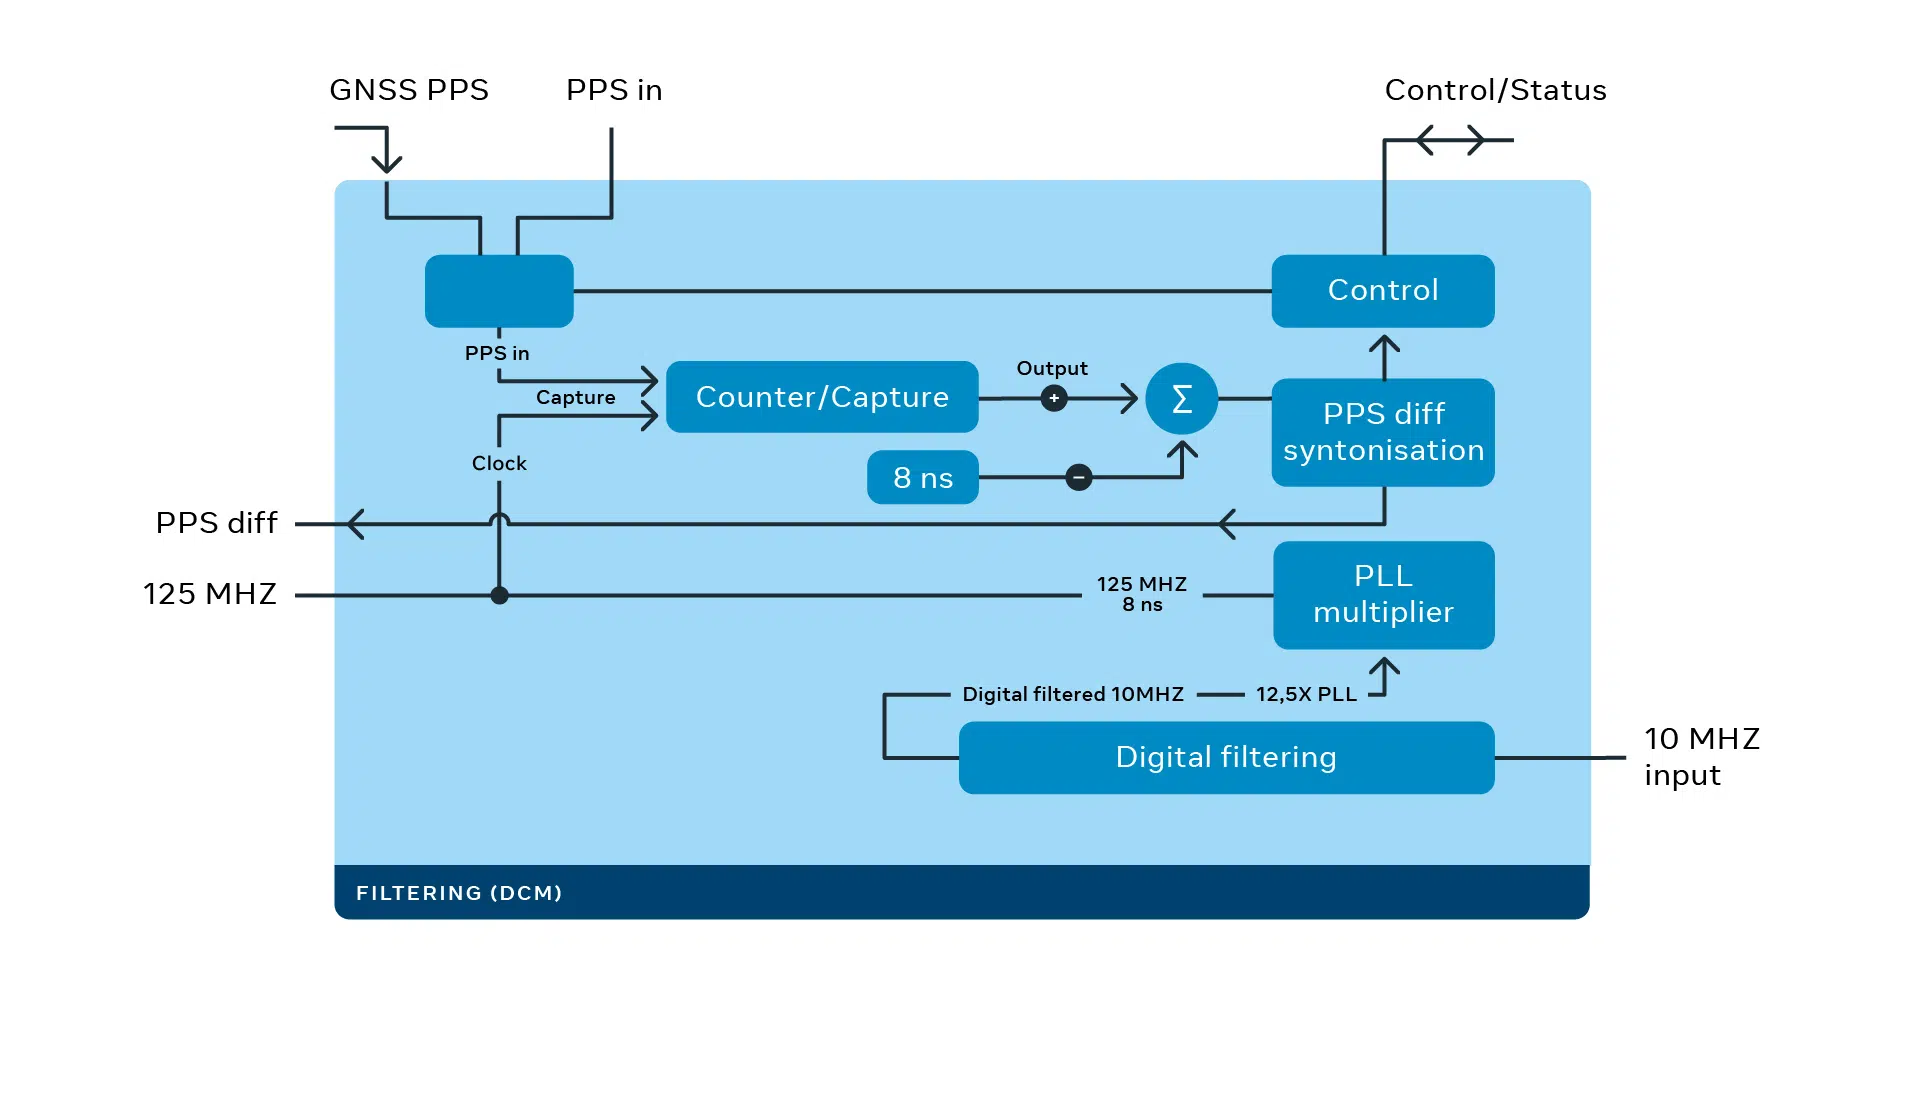 GNSS PPS
PPS in
Control/Status
Control
PPS in
Capture
Counter/Capture
Output
+
Σ
PPS diff
syntonisation
Clock
8 ns
−
PPS diff
125 MHZ
125 MHZ
8 ns
PLL
multiplier
Digital filtered 10MHZ
12,5X PLL
Digital filtering
10 MHZ
input
FILTERING (DCM)